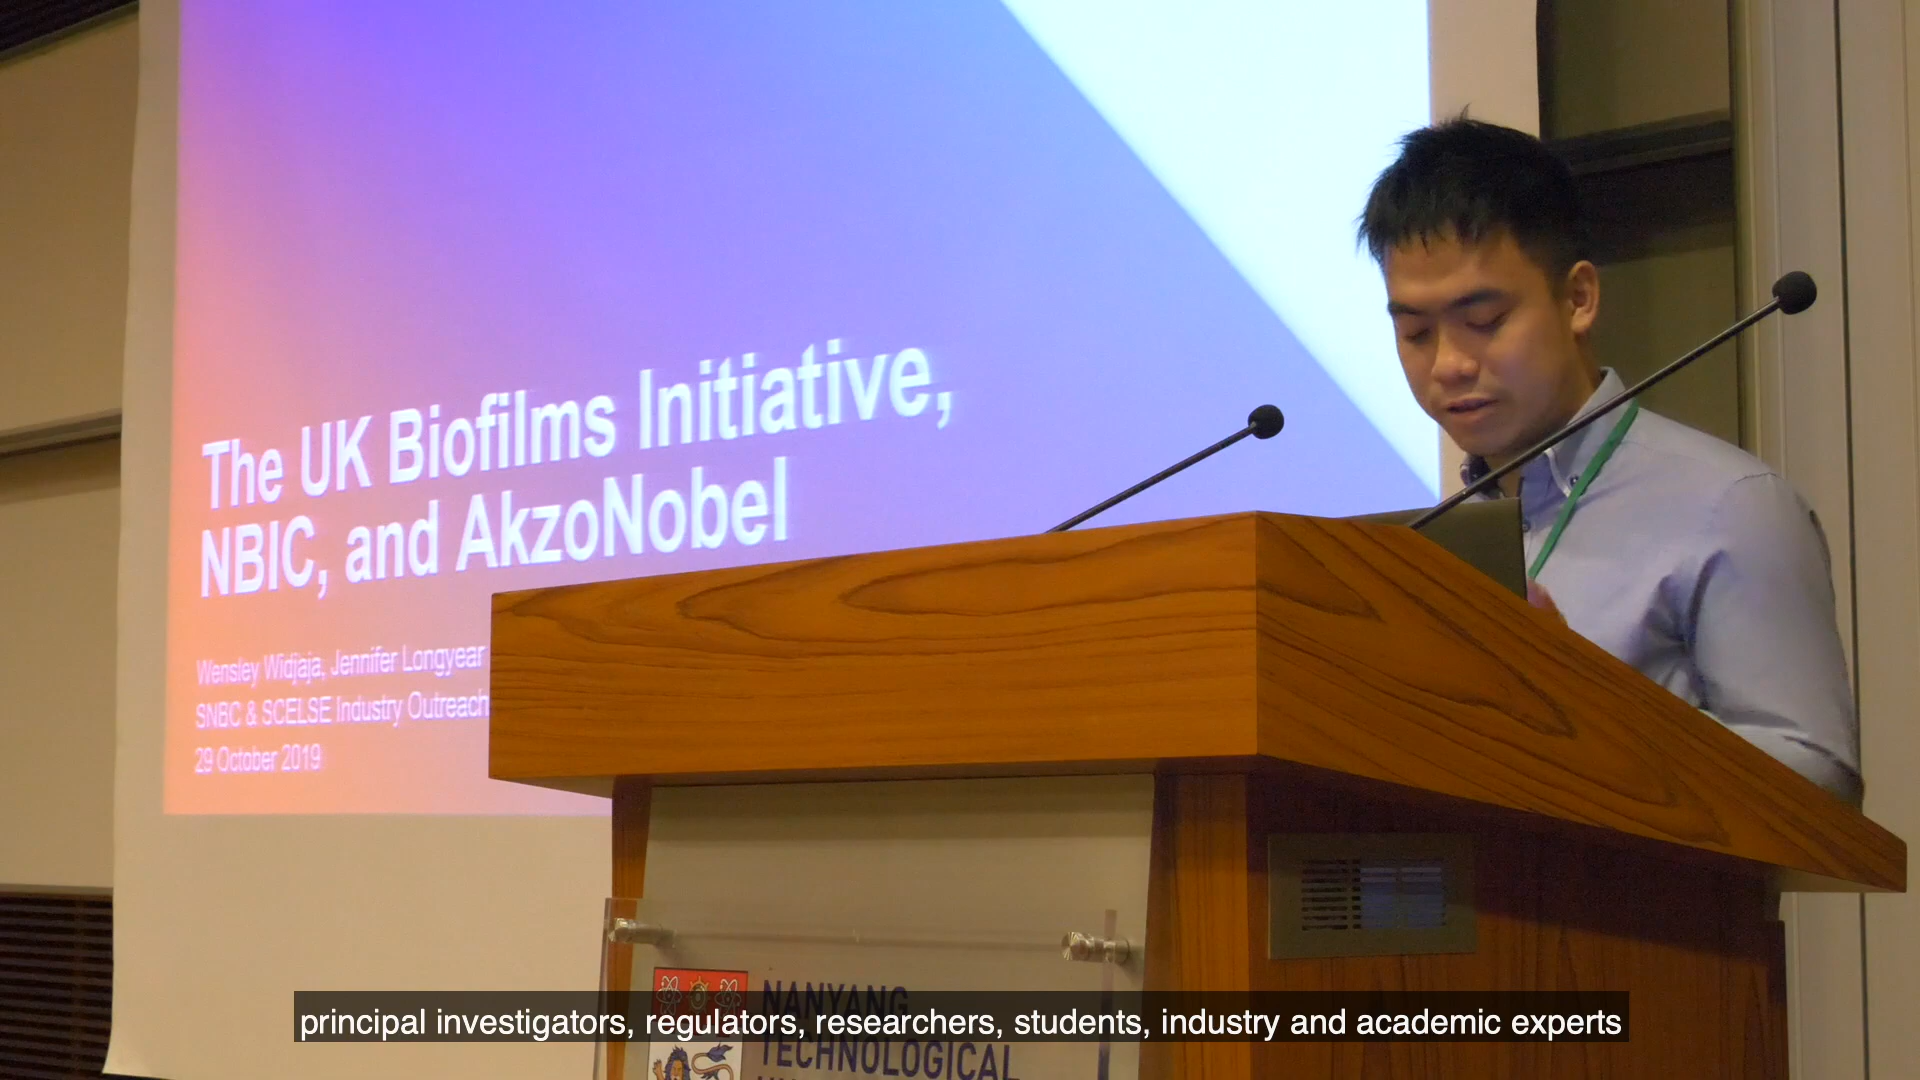 The UK Biofilms Initiative,
NBIC, and AkzoNobel
Wensley Widjaja, Jennifer Longyear
SNBC & SCELSE Industry Outreach
29 October 2019
NANYANG
TECHNOLOGICAL
principal investigators, regulators, researchers, students, industry and academic experts